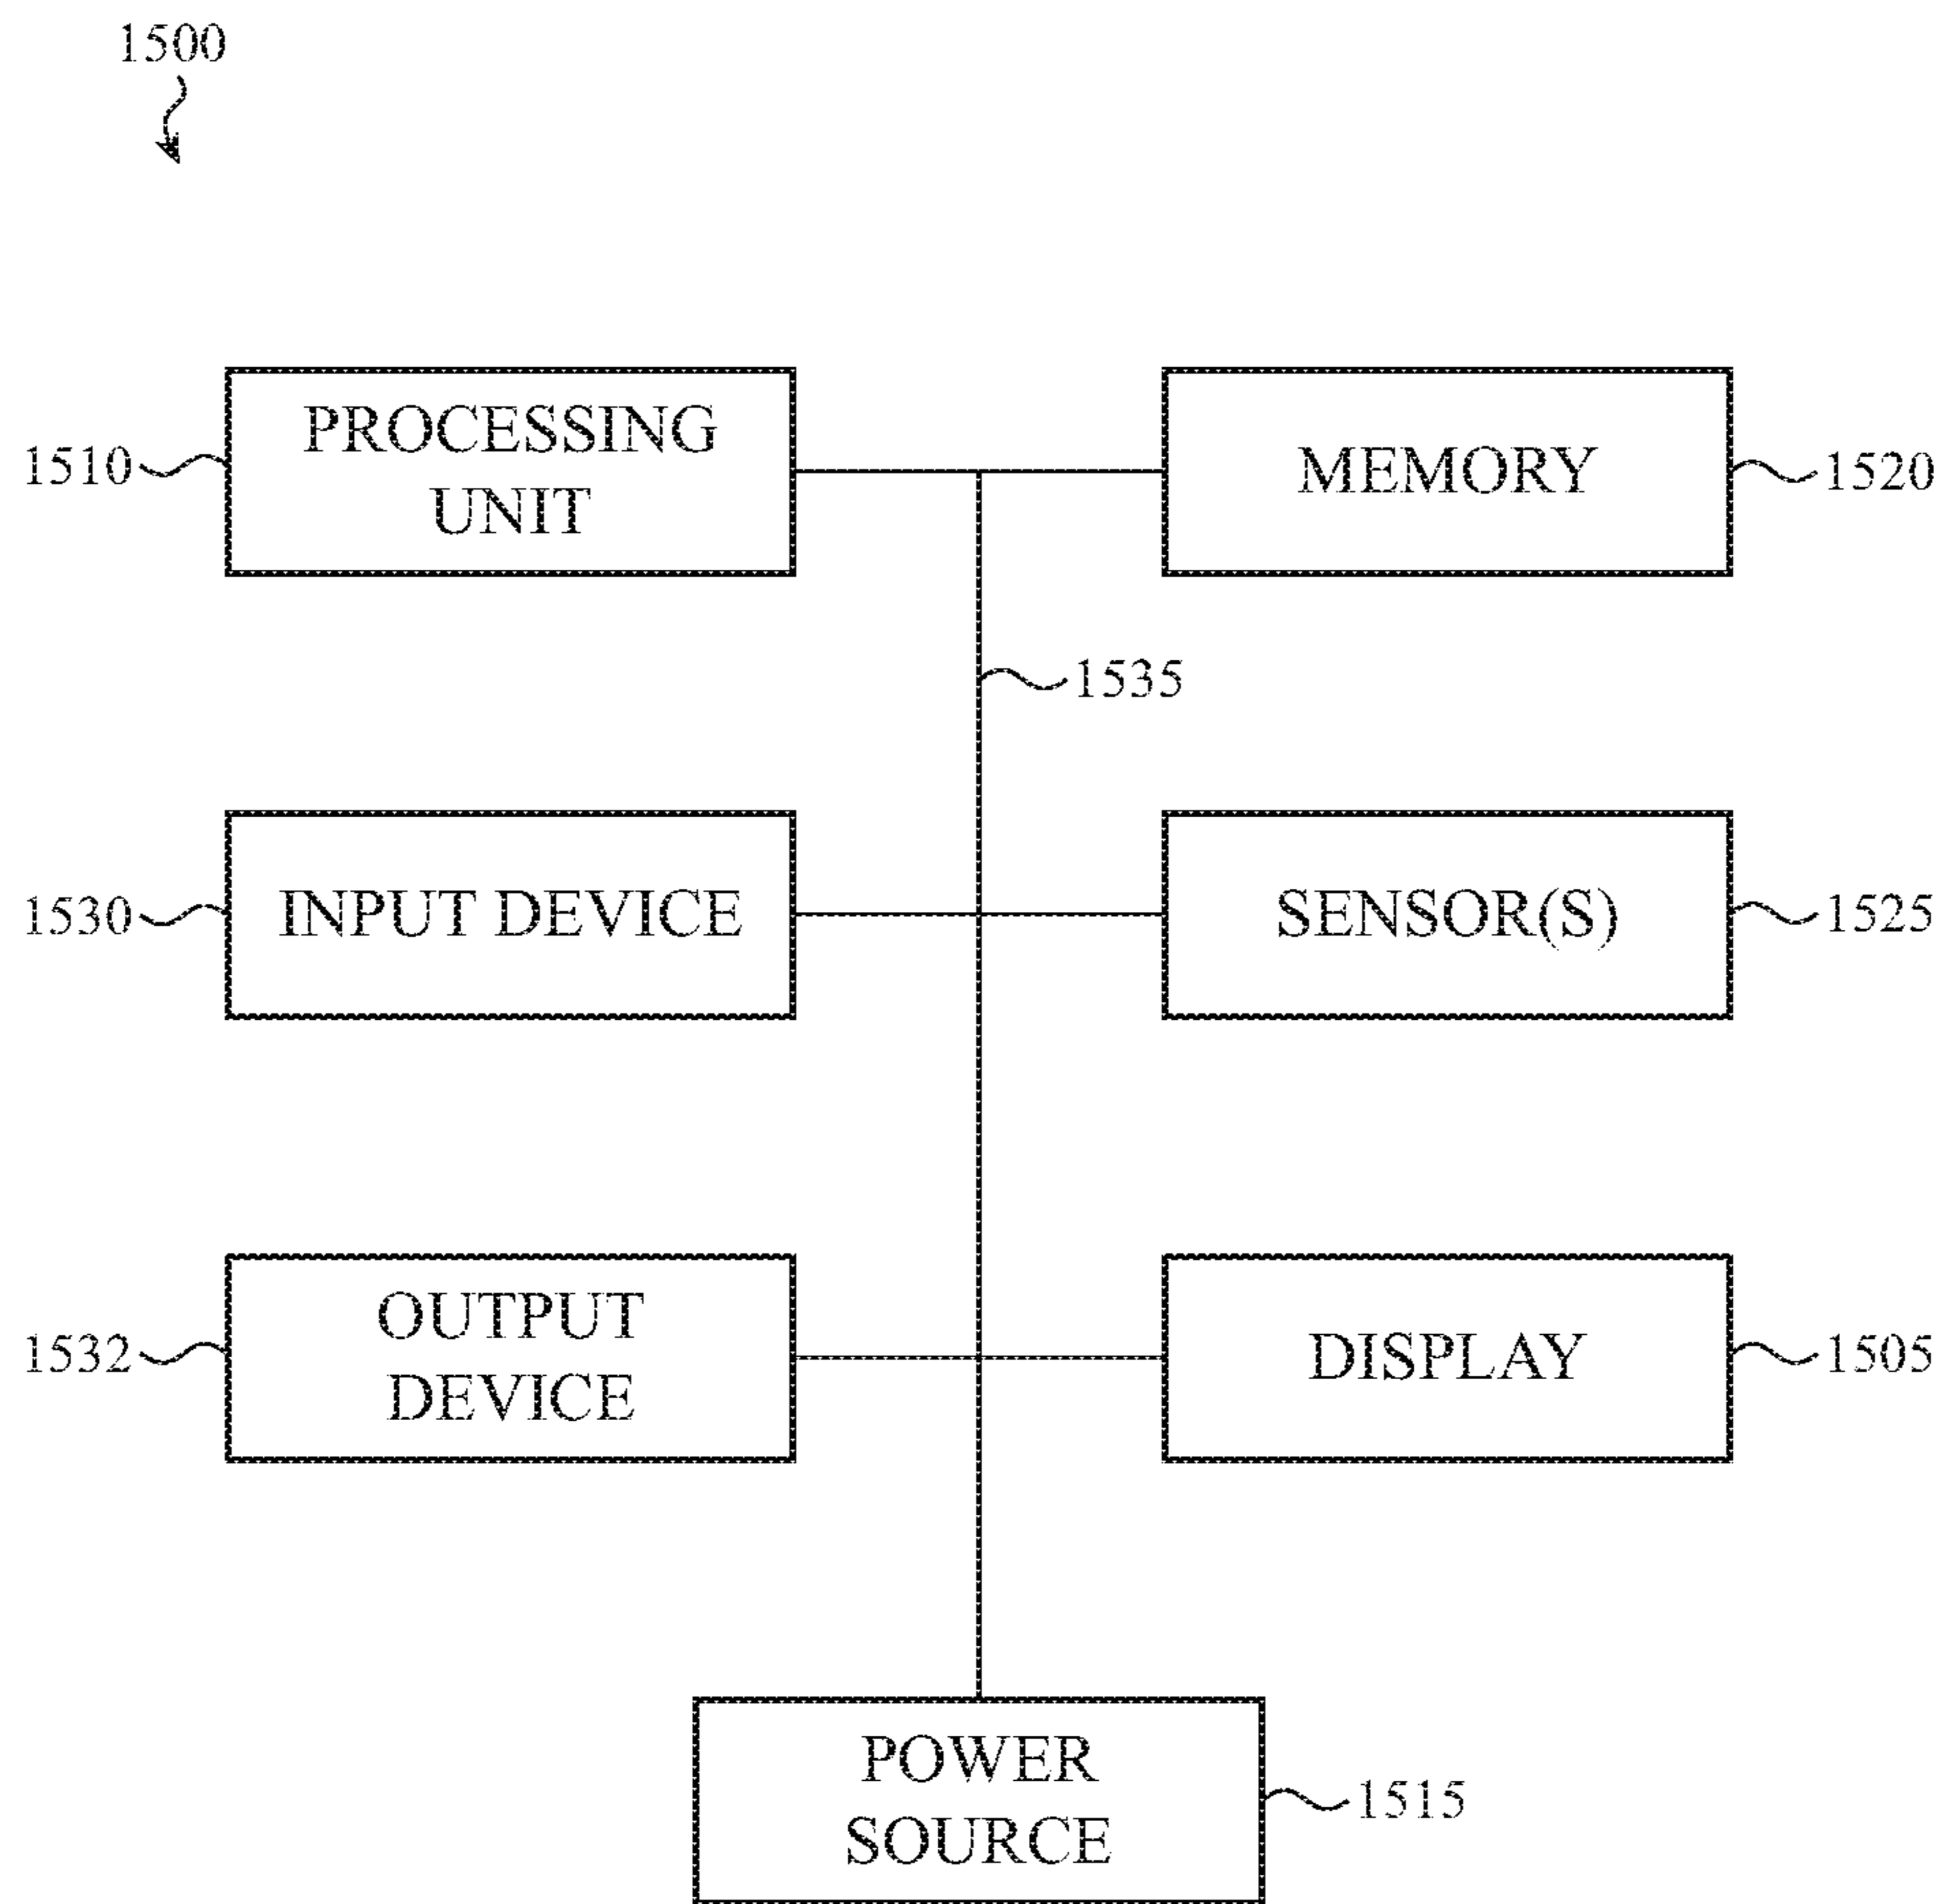 1500
PROCESSING
UNIT
1510
MEMORY
1520
1535
1530
INPUT DEVICE
SENSOR(S)
1525
1532
OUTPUT
DEVICE
DISPLAY
1505
POWER
SOURCE
1515